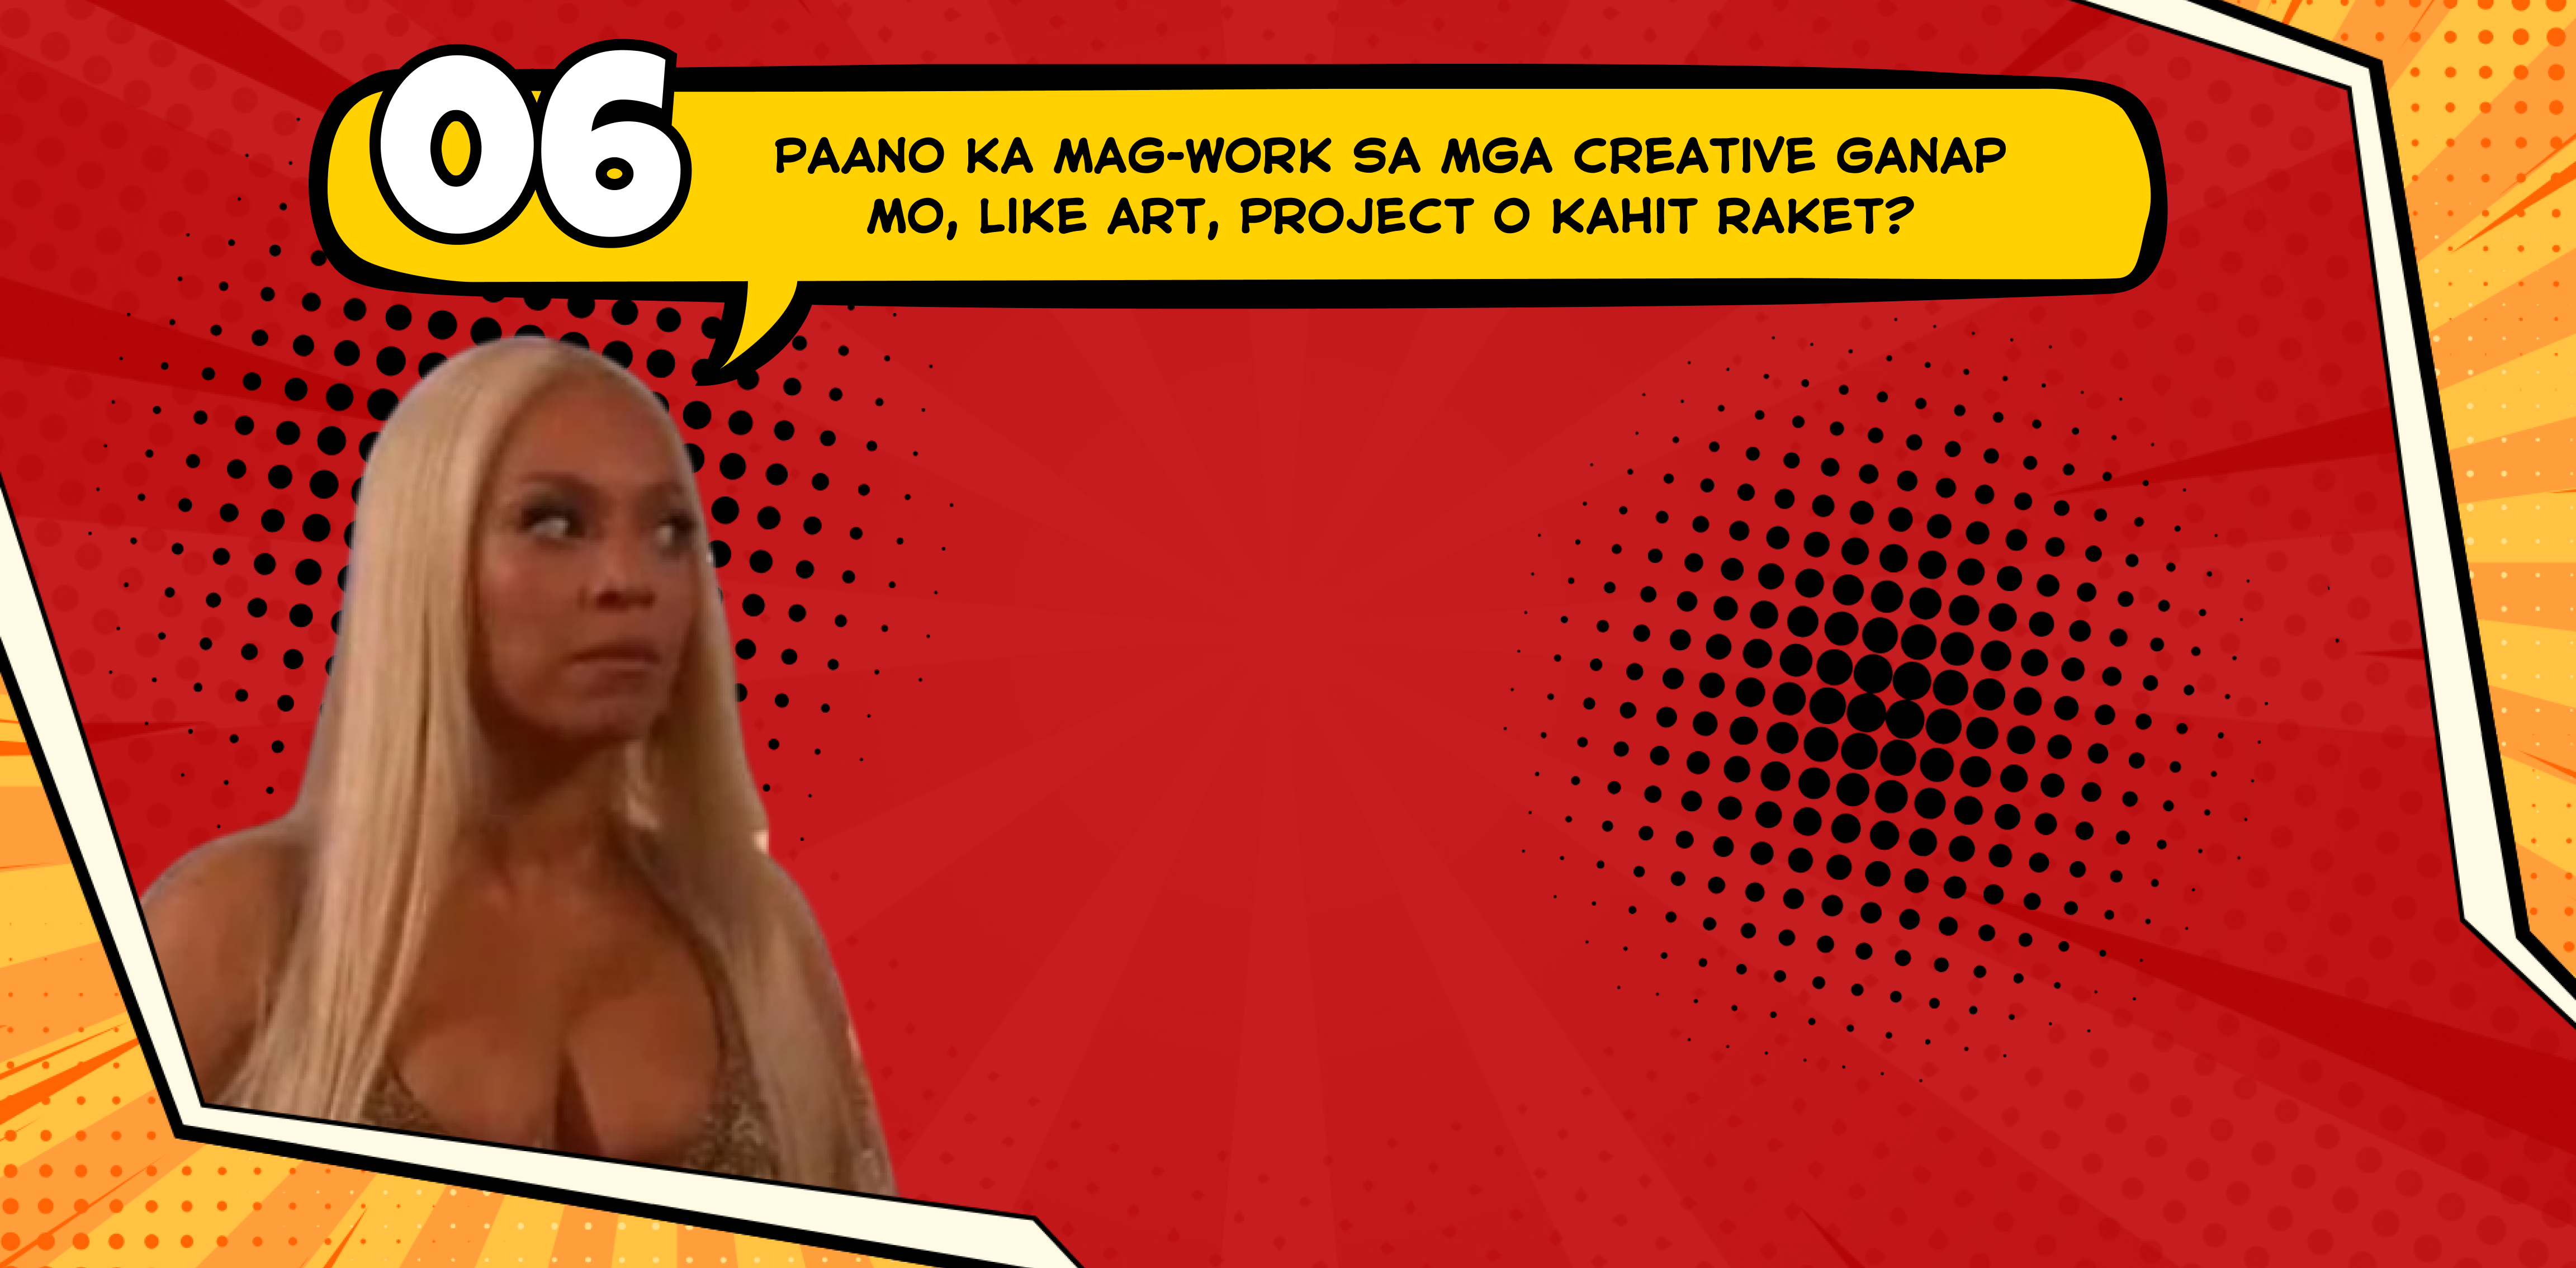 06
PAANO KA MAG-WORK SA MGA CREATIVE GANAP
MO, LIKE ART, PROJECT O KAHIT RAKET?